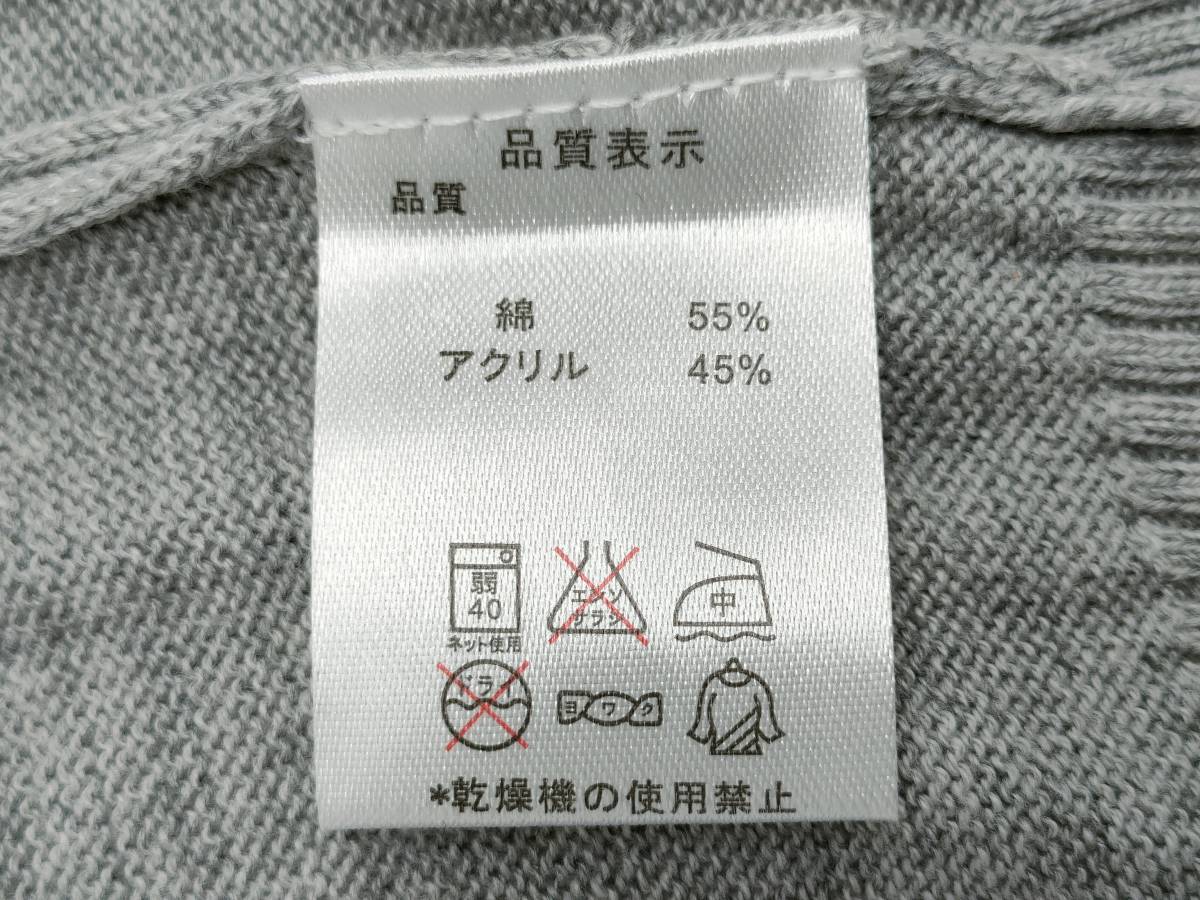 品質表示
品質
綿 55%
アクリル 45%
弱
40
ネット使用
エンソ
サラシ
中
ドライ
ヨワク
*乾燥機の使用禁止